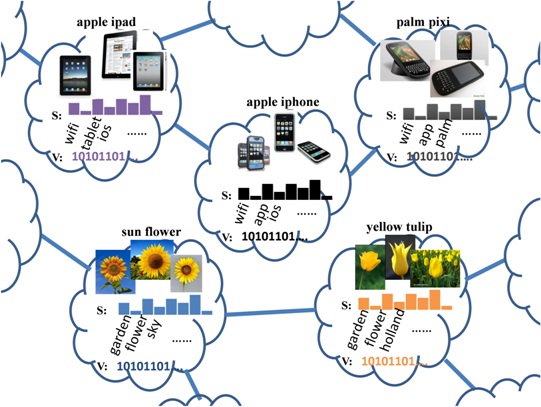 apple ipad
S:
wifi
tablet
ios
......
V: 10101101...
palm pixi
S:
wifi
app
palm
......
V: 10101101....
apple iphone
S:
wifi
app
ios
......
V: 10101101...
sun flower
S:
garden
flower
sky
......
V: 10101101...
yellow tulip
S:
garden
flower
holland
......
V: 10101101...